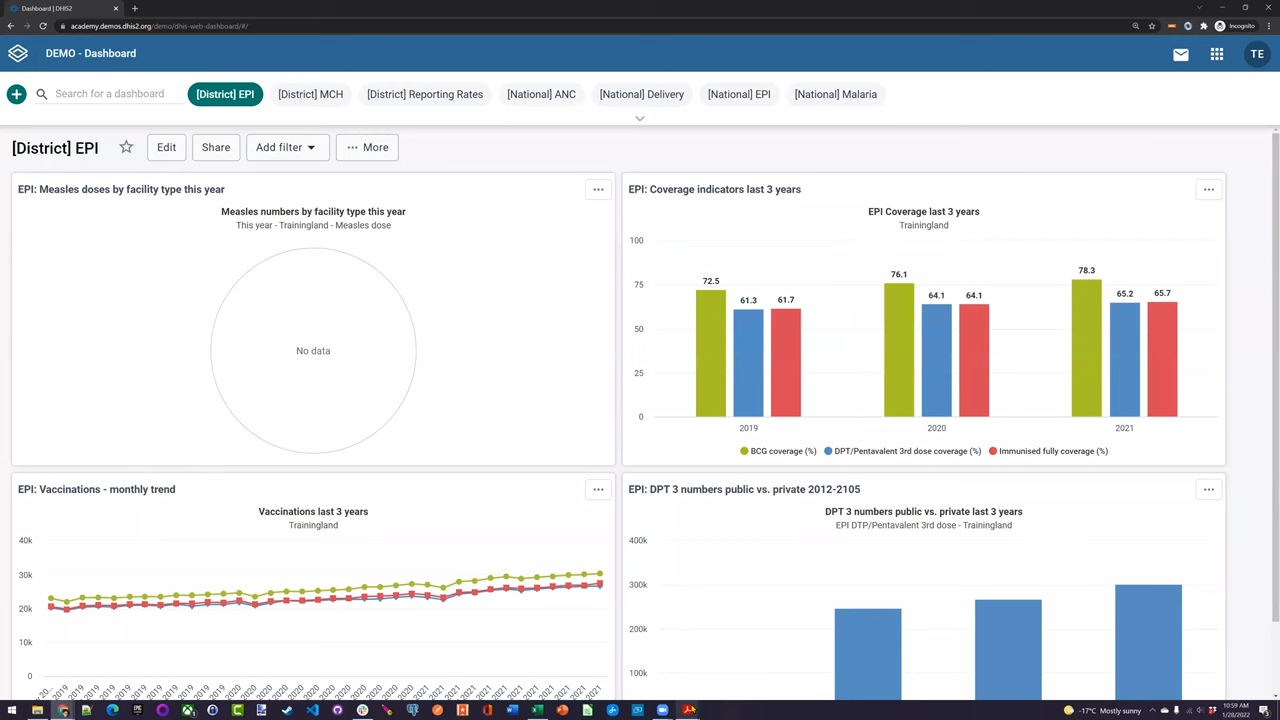 Dashboard | DHIS2
academy.demos.dhis2.org/demo/dhis-web-dashboard/#/
Incognito
DEMO - Dashboard
TE
Search for a dashboard
[District] EPI
[District] MCH
[District] Reporting Rates
[National] ANC
[National] Delivery
[National] EPI
[National] Malaria
[District] EPI
Edit
Share
Add filter
More
EPI: Measles doses by facility type this year
Measles numbers by facility type this year
This year - Trainingland - Measles dose
No data
EPI: Coverage indicators last 3 years
EPI Coverage last 3 years
Trainingland
100
75
50
25
0
72.5
61.3
61.7
76.1
64.1
64.1
78.3
65.2
65.7
2019
2020
2021
BCG coverage (%)
DPT/Pentavalent 3rd dose coverage (%)
Immunised fully coverage (%)
EPI: Vaccinations - monthly trend
Vaccinations last 3 years
Trainingland
40k
30k
20k
10k
0
EPI: DPT 3 numbers public vs. private 2012-2105
DPT 3 numbers public vs. private last 3 years
EPI DTP/Pentavalent 3rd dose - Trainingland
400k
300k
200k
100k
-17°C Mostly sunny
10:59 AM
1/28/2022